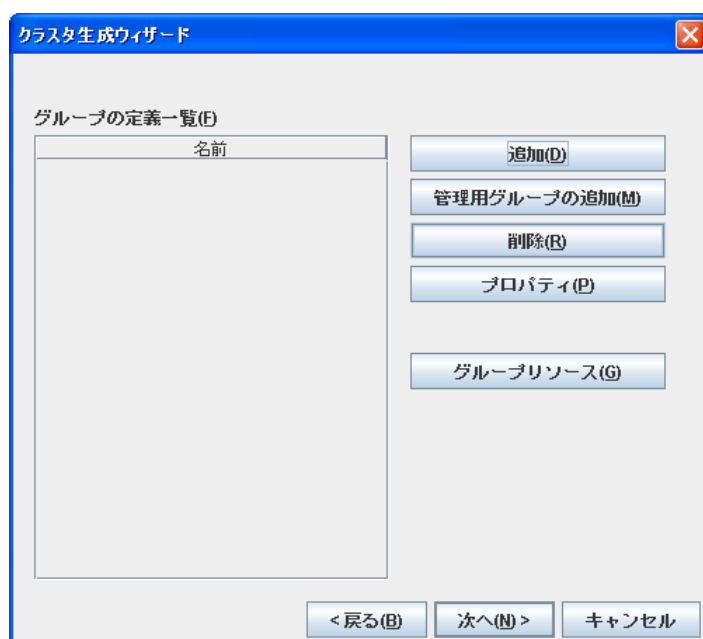 クラスタ生成ウィザード
グループの定義一覧(F)
名前
追加(D)
管理用グループの追加(M)
削除(R)
プロパティ(P)
グループリソース(G)
<戻る(B)
次へ(N)>
キャンセル